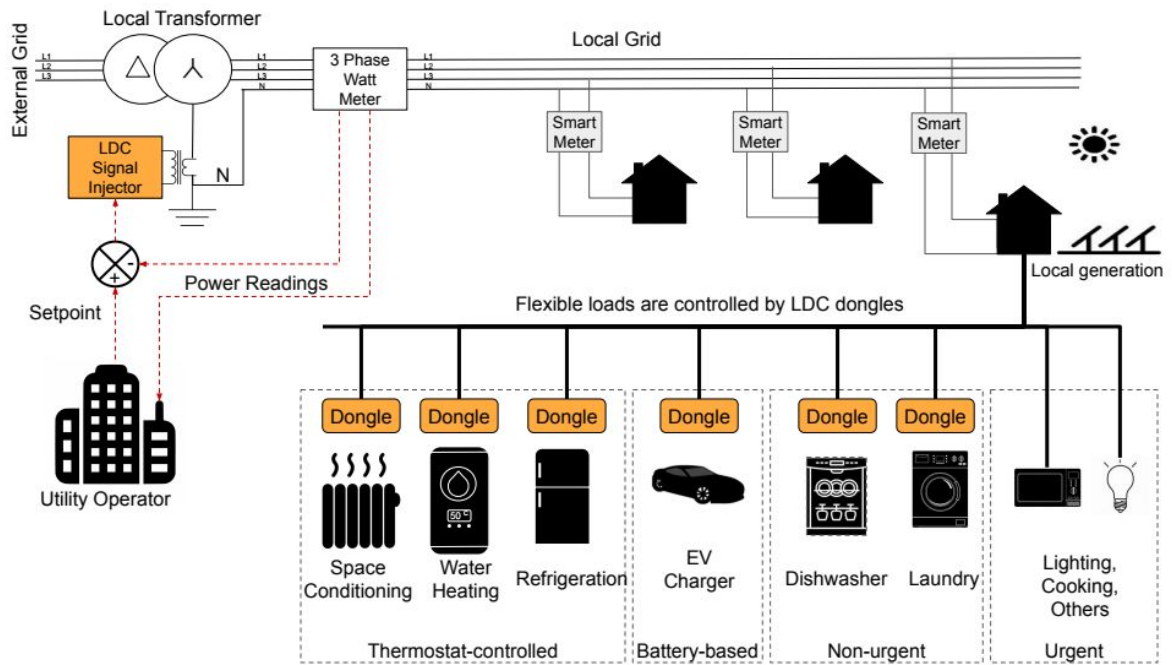 Local Transformer
External Grid
L1
L2
L3
L1
L2
L3
N
3 Phase
Watt
Meter
L1
L2
L3
N
Local Grid
Smart
Meter
Smart
Meter
Smart
Meter
LDC
Signal
Injector
N
-
+
Power Readings
Setpoint
Local generation
Flexible loads are controlled by LDC dongles
Utility Operator
Dongle
Dongle
Dongle
Dongle
Dongle
Dongle
50 C
Space
Conditioning
Water
Heating
Refrigeration
EV
Charger
Dishwasher
Laundry
Lighting,
Cooking,
Others
Thermostat-controlled
Battery-based
Non-urgent
Urgent